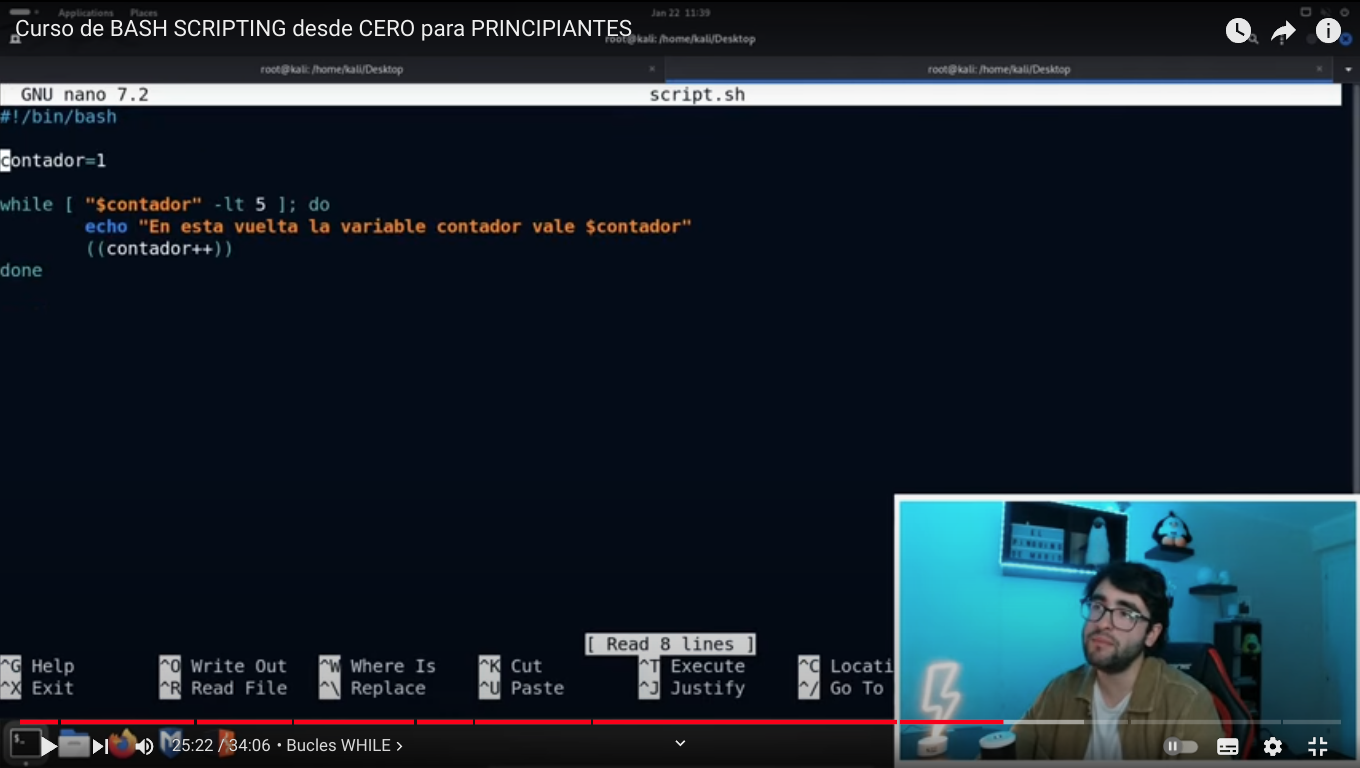 Applications Places Jan 22 11:39
Curso de BASH SCRIPTING desde CERO para PRINCIPIANTES
root@kali: /home/kali/Desktop
root@kali: /home/kali/Desktop × root@kali: /home/kali/Desktop ×
GNU nano 7.2 script.sh
#!/bin/bash
contador=1
while [ "$contador" -lt 5 ]; do
echo "En esta vuelta la variable contador vale $contador"
((contador++))
done
[ Read 8 lines ]
^G Help ^O Write Out ^W Where Is ^K Cut ^T Execute ^C Locati
^X Exit ^R Read File ^\ Replace ^U Paste ^J Justify ^/ Go To
25:22 / 34:06 • Bucles WHILE ›